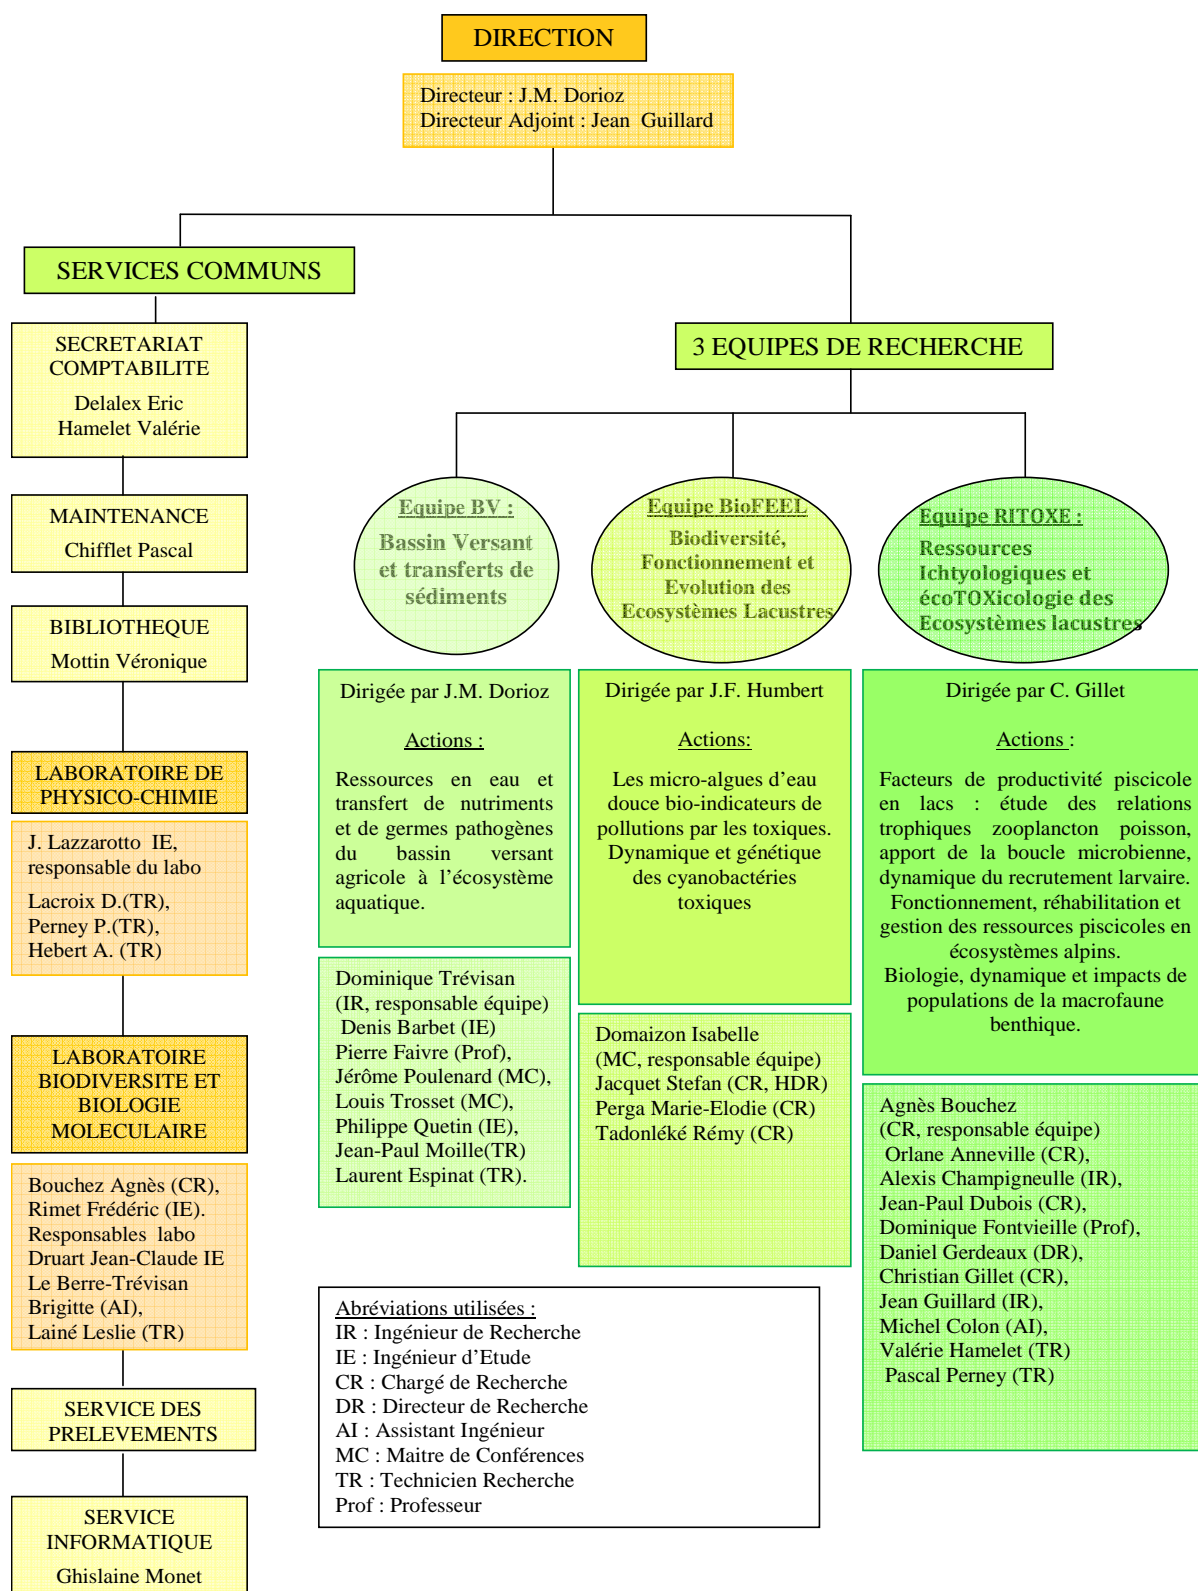 DIRECTION
Directeur : J.M. Dorioz
Directeur Adjoint : Jean Guillard
SERVICES COMMUNS
SECRETARIAT
COMPTABILITE
Delalex Eric
Hamelet Valérie
MAINTENANCE
Chifflet Pascal
BIBLIOTHEQUE
Mottin Véronique
LABORATOIRE DE
PHYSICO-CHIMIE
J. Lazzarotto IE,
responsable du labo
Lacroix D.(TR),
Perney P.(TR),
Hebert A. (TR)
LABORATOIRE
BIODIVERSITE ET
BIOLOGIE
MOLECULAIRE
Bouchez Agnès (CR),
Rimet Frédéric (IE).
Responsables labo
Druart Jean-Claude IE
Le Berre-Trévisan
Brigitte (AI),
Lainé Leslie (TR)
SERVICE DES
PRELEVEMENTS
SERVICE
INFORMATIQUE
Ghislaine Monet
3 EQUIPES DE RECHERCHE
Equipe BV :
Bassin Versant
et transferts de
sédiments
Dirigée par J.M. Dorioz
Actions :
Ressources en eau et
transfert de nutriments
et de germes pathogènes
du bassin versant
agricole à l’écosystème
aquatique.
Dominique Trévisan
(IR, responsable équipe)
Denis Barbet (IE)
Pierre Faivre (Prof),
Jérôme Poulenard (MC),
Louis Trosset (MC),
Philippe Quetin (IE),
Jean-Paul Moille(TR)
Laurent Espinat (TR).
Equipe BioFEEL
Biodiversité,
Fonctionnement et
Evolution des
Ecosystèmes Lacustres
Dirigée par J.F. Humbert
Actions:
Les micro-algues d’eau
douce bio-indicateurs de
pollutions par les toxiques.
Dynamique et génétique
des cyanobactéries
toxiques
Domaizon Isabelle
(MC, responsable équipe)
Jacquet Stefan (CR, HDR)
Perga Marie-Elodie (CR)
Tadonléké Rémy (CR)
Equipe RITOXE :
Ressources
Ichtyologiques et
écoTOXicologie des
Ecosystèmes lacustres
Dirigée par C. Gillet
Actions :
Facteurs de productivité piscicole
en lacs : étude des relations
trophiques zooplancton poisson,
apport de la boucle microbienne,
dynamique du recrutement larvaire.
Fonctionnement, réhabilitation et
gestion des ressources piscicoles en
écosystèmes alpins.
Biologie, dynamique et impacts de
populations de la macrofaune
benthique.
Agnès Bouchez
(CR, responsable équipe)
Orlane Anneville (CR),
Alexis Champigneulle (IR),
Jean-Paul Dubois (CR),
Dominique Fontvieille (Prof),
Daniel Gerdeaux (DR),
Christian Gillet (CR),
Jean Guillard (IR),
Michel Colon (AI),
Valérie Hamelet (TR)
Pascal Perney (TR)
Abréviations utilisées :
IR : Ingénieur de Recherche
IE : Ingénieur d’Etude
CR : Chargé de Recherche
DR : Directeur de Recherche
AI : Assistant Ingénieur
MC : Maitre de Conférences
TR : Technicien Recherche
Prof : Professeur